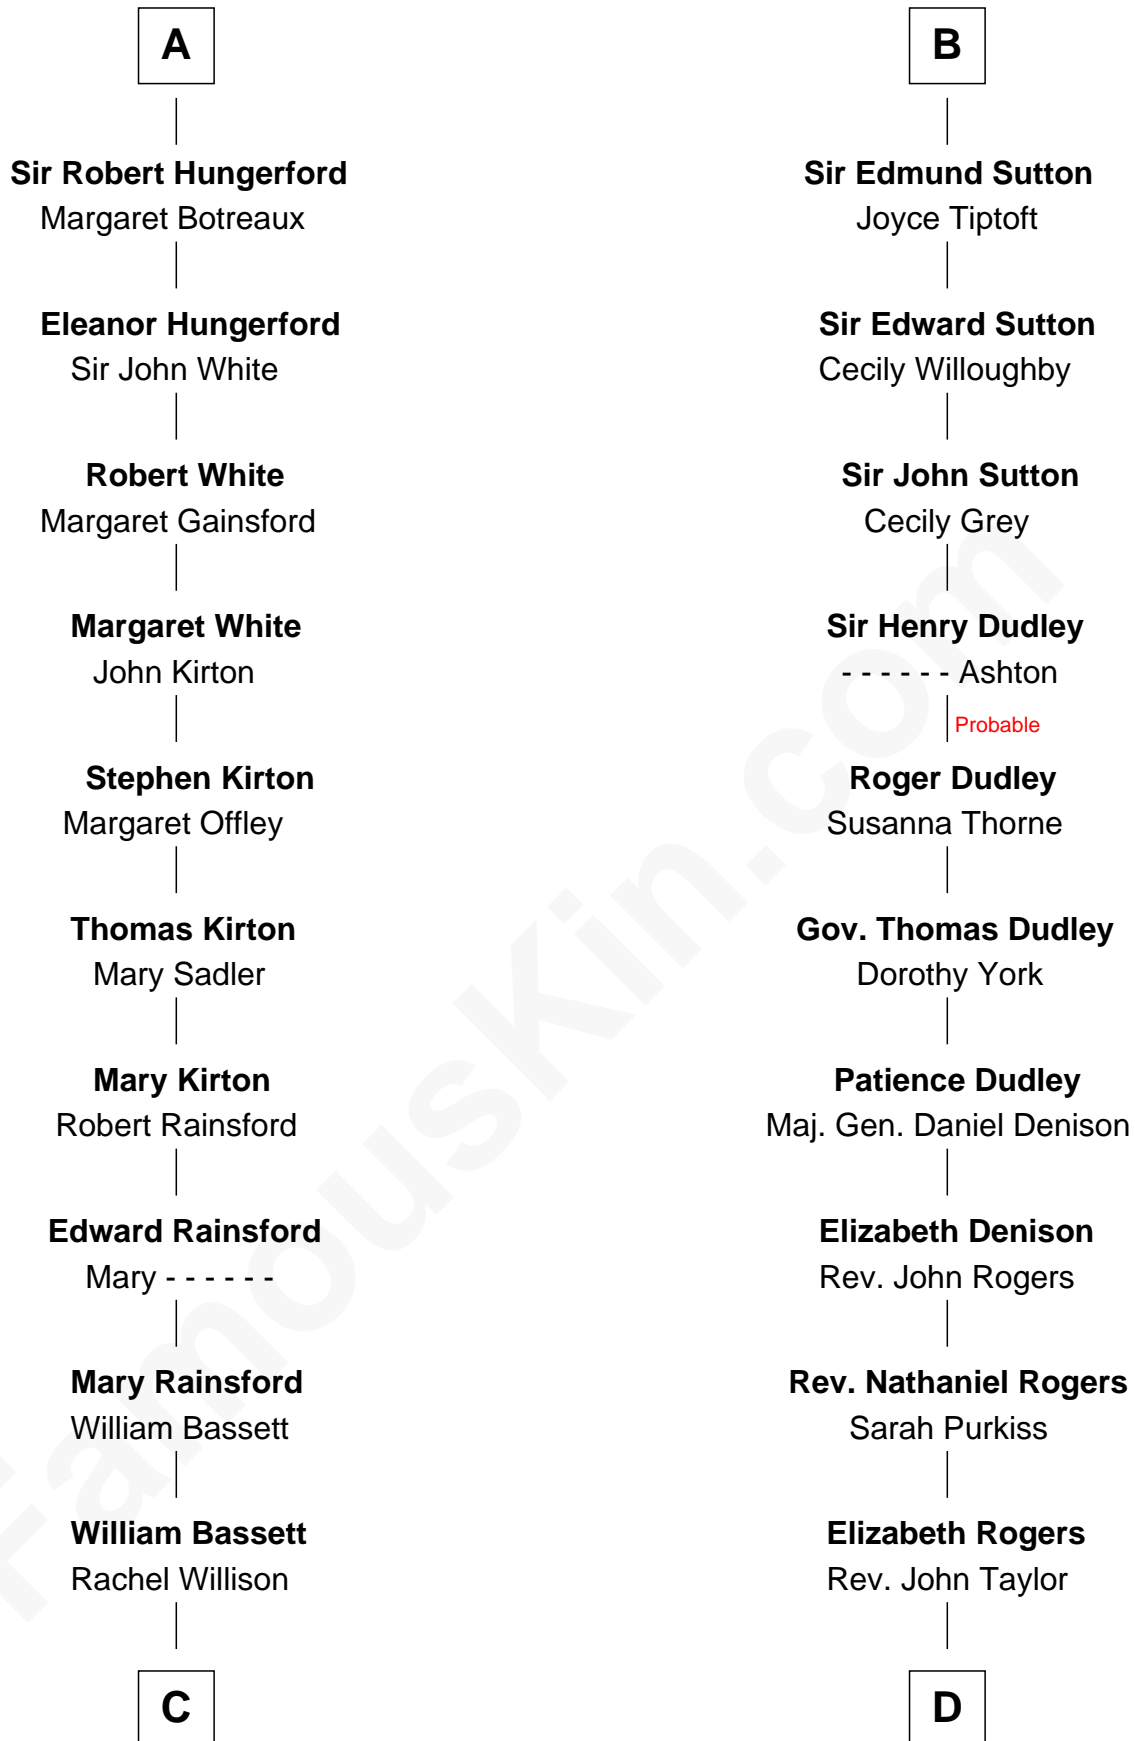 A
Sir Robert Hungerford
Margaret Botreaux
Eleanor Hungerford
Sir John White
Robert White
Margaret Gainsford
Margaret White
John Kirton
Stephen Kirton
Margaret Offley
Thomas Kirton
Mary Sadler
Mary Kirton
Robert Rainsford
Edward Rainsford
Mary - - - - - -
Mary Rainsford
William Bassett
William Bassett
Rachel Willison
C
B
Sir Edmund Sutton
Joyce Tiptoft
Sir Edward Sutton
Cecily Willoughby
Sir John Sutton
Cecily Grey
Sir Henry Dudley
- - - - - - Ashton
Probable
Roger Dudley
Susanna Thorne
Gov. Thomas Dudley
Dorothy York
Patience Dudley
Maj. Gen. Daniel Denison
Elizabeth Denison
Rev. John Rogers
Rev. Nathaniel Rogers
Sarah Purkiss
Elizabeth Rogers
Rev. John Taylor
D
FamousKin.com